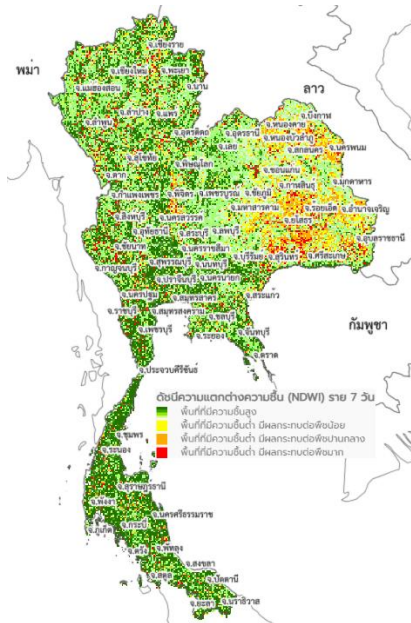 พม่า
ลาว
กัมพูชา
จ.เชียงราย
จ.เชียงใหม่
จ.พะเยา
จ.แม่ฮ่องสอน
จ.น่าน
จ.ลำปาง
จ.แพร่
จ.ลำพูน
จ.อุตรดิตถ์
จ.สุโขทัย
จ.ตาก
จ.พิษณุโลก
จ.เลย
จ.อุดรธานี
จ.หนองคาย
จ.บึงกาฬ
จ.หนองบัวลำภู
จ.สกลนคร
จ.นครพนม
จ.ขอนแก่น
จ.กาฬสินธุ์
จ.มุกดาหาร
จ.กำแพงเพชร
จ.พิจิตร
จ.เพชรบูรณ์
จ.ชัยภูมิ
จ.มหาสารคาม
จ.ร้อยเอ็ด
จ.อำนาจเจริญ
จ.ยโสธร
จ.สิงห์บุรี
จ.นครสวรรค์
จ.อุทัยธานี
จ.สระบุรี
จ.ลพบุรี
จ.ชัยนาท
จ.นครราชสีมา
จ.บุรีรัมย์
จ.สุรินทร์
จ.ศรีสะเกษ
จ.อุบลราชธานี
จ.สุพรรณบุรี
จ.นนทบุรี
จ.กาญจนบุรี
จ.ปราจีนบุรี
จ.นครนายก
จ.สระแก้ว
จ.นครปฐม
จ.สมุทรสาคร
จ.ราชบุรี
จ.สมุทรสงคราม
จ.ชลบุรี
จ.เพชรบุรี
จ.ระยอง
จ.จันทบุรี
จ.ตราด
จ.ประจวบคีรีขันธ์
ดัชนีความแตกต่างความชื้น (NDWI) ราย 7 วัน
พื้นที่ที่มีความชื้นสูง
พื้นที่ที่มีความชื้นต่ำ มีผลกระทบต่อพืชน้อย
พื้นที่ที่มีความชื้นต่ำ มีผลกระทบต่อพืชปานกลาง
พื้นที่ที่มีความชื้นต่ำ มีผลกระทบต่อพืชมาก
จ.ชุมพร
จ.ระนอง
จ.สุราษฎร์ธานี
จ.พังงา
จ.นครศรีธรรมราช
จ.กระบี่
จ.ภูเก็ต
จ.ตรัง
จ.พัทลุง
จ.สงขลา
จ.สตูล
จ.ปัตตานี
จ.ยะลา
จ.นราธิวาส